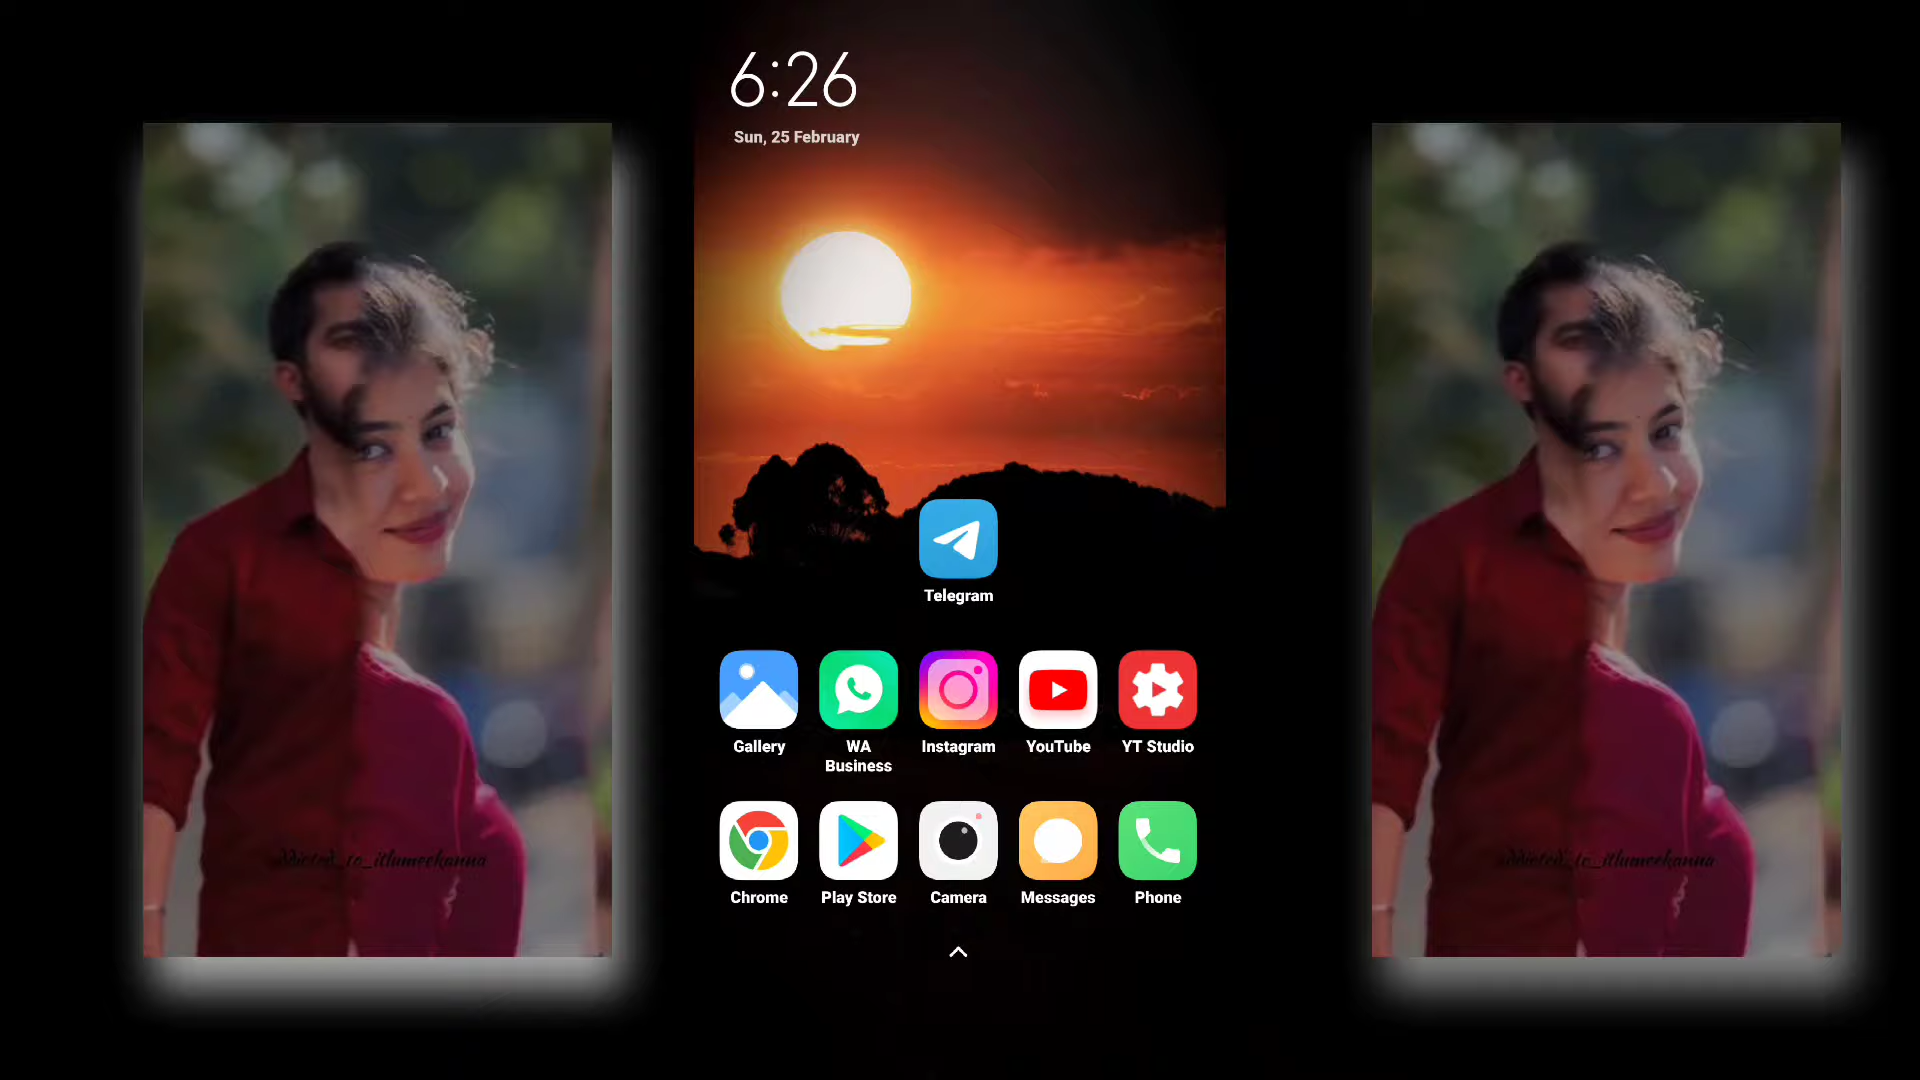 6:26
Sun, 25 February
Telegram
Gallery
WA
Business
Instagram
YouTube
YT Studio
Chrome
Play Store
Camera
Messages
Phone